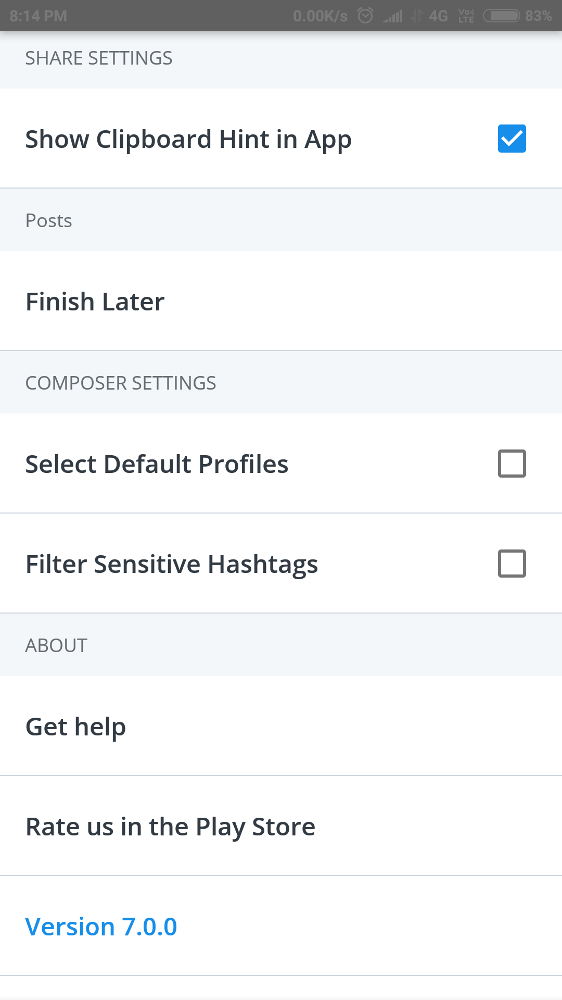 8:14 PM 0.00K/s 4G VoLTE 83%
SHARE SETTINGS
Show Clipboard Hint in App
Posts
Finish Later
COMPOSER SETTINGS
Select Default Profiles
Filter Sensitive Hashtags
ABOUT
Get help
Rate us in the Play Store
Version 7.0.0